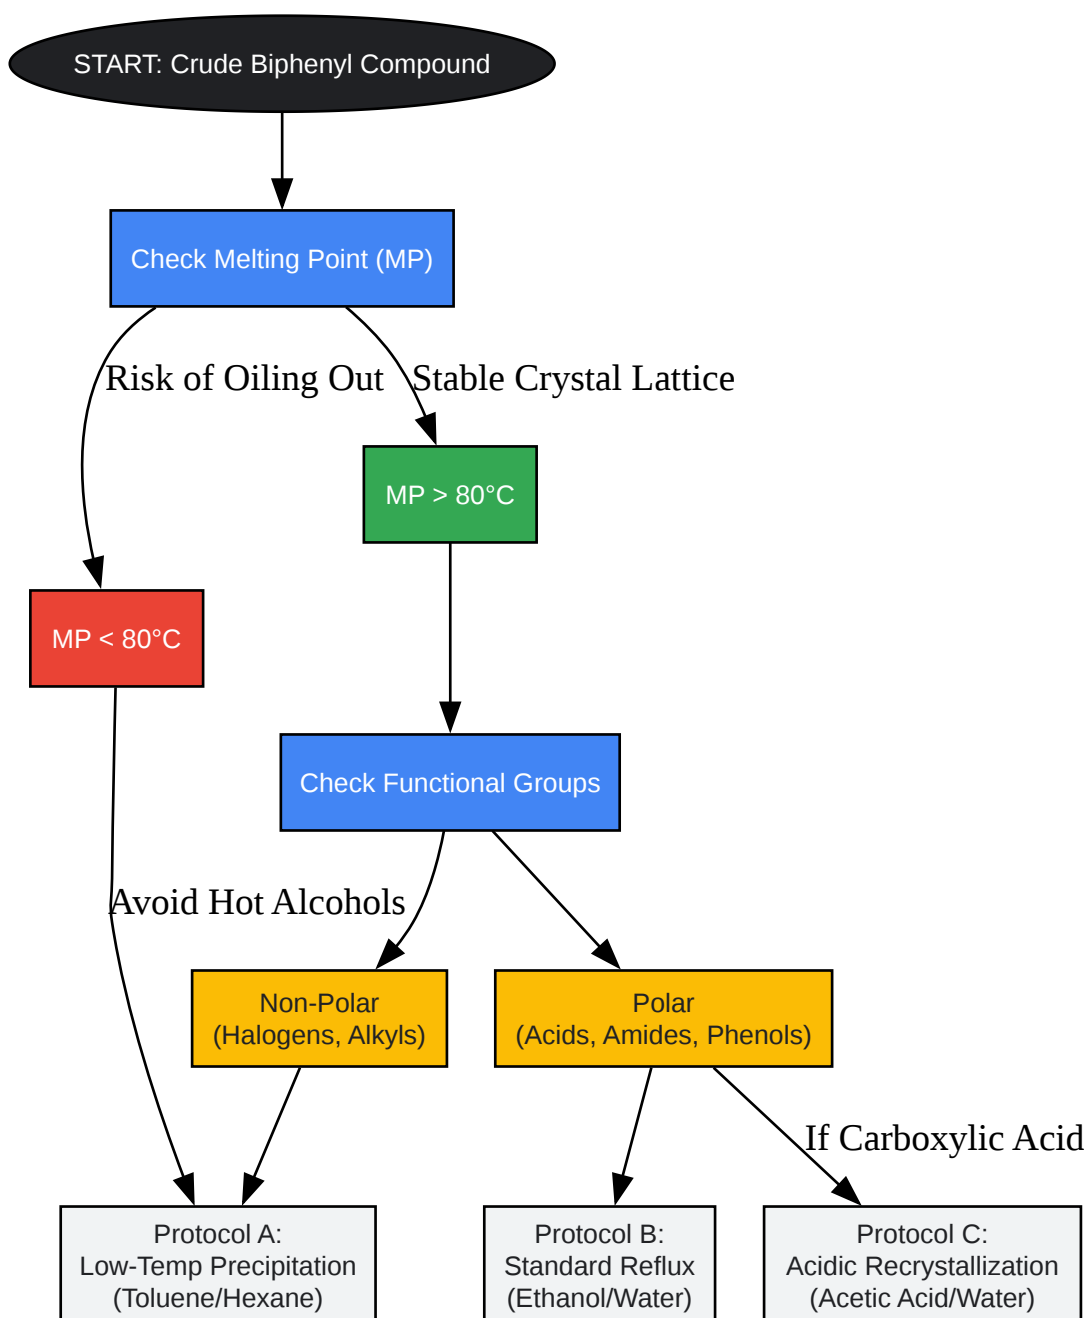 START: Crude Biphenyl Compound
Check Melting Point (MP)
Risk of Oiling Out
Stable Crystal Lattice
MP > 80°C
MP < 80°C
Check Functional Groups
Avoid Hot Alcohols
Non-Polar
(Halogens, Alkyls)
Polar
(Acids, Amides, Phenols)
If Carboxylic Acid
Protocol A:
Low-Temp Precipitation
(Toluene/Hexane)
Protocol B:
Standard Reflux
(Ethanol/Water)
Protocol C:
Acidic Recrystallization
(Acetic Acid/Water)